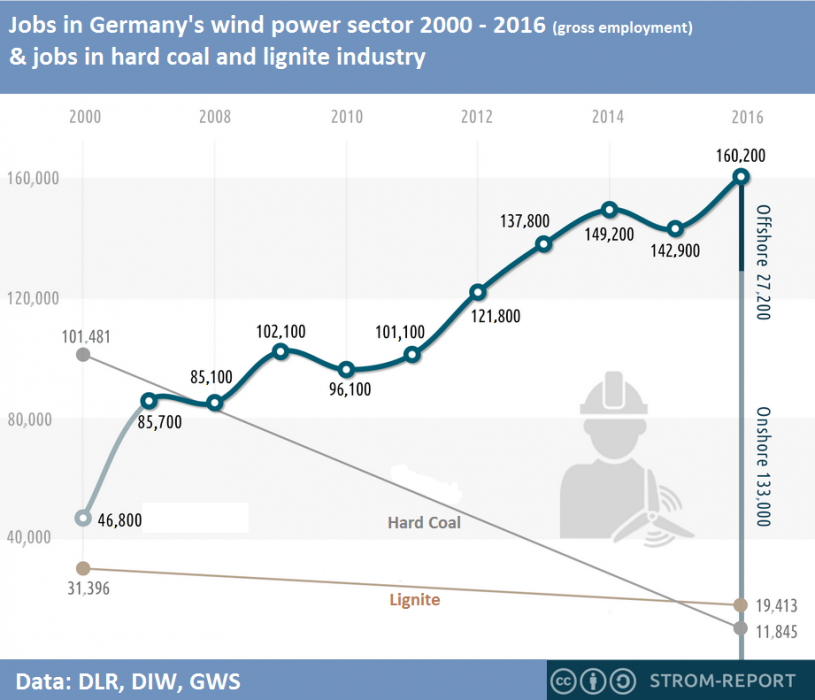 Jobs in Germany's wind power sector 2000 - 2016 (gross employment)
& jobs in hard coal and lignite industry
2000 2008 2010 2012 2014 2016
160,200
160,000
137,800
149,200
142,900
Offshore 27,200
120,000
121,800
101,481
102,100
101,100
96,100
85,100
85,700
80,000
Onshore 133,000
46,800
Hard Coal
40,000
31,396
Lignite
19,413
11,845
Data: DLR, DIW, GWS
cc STROM-REPORT